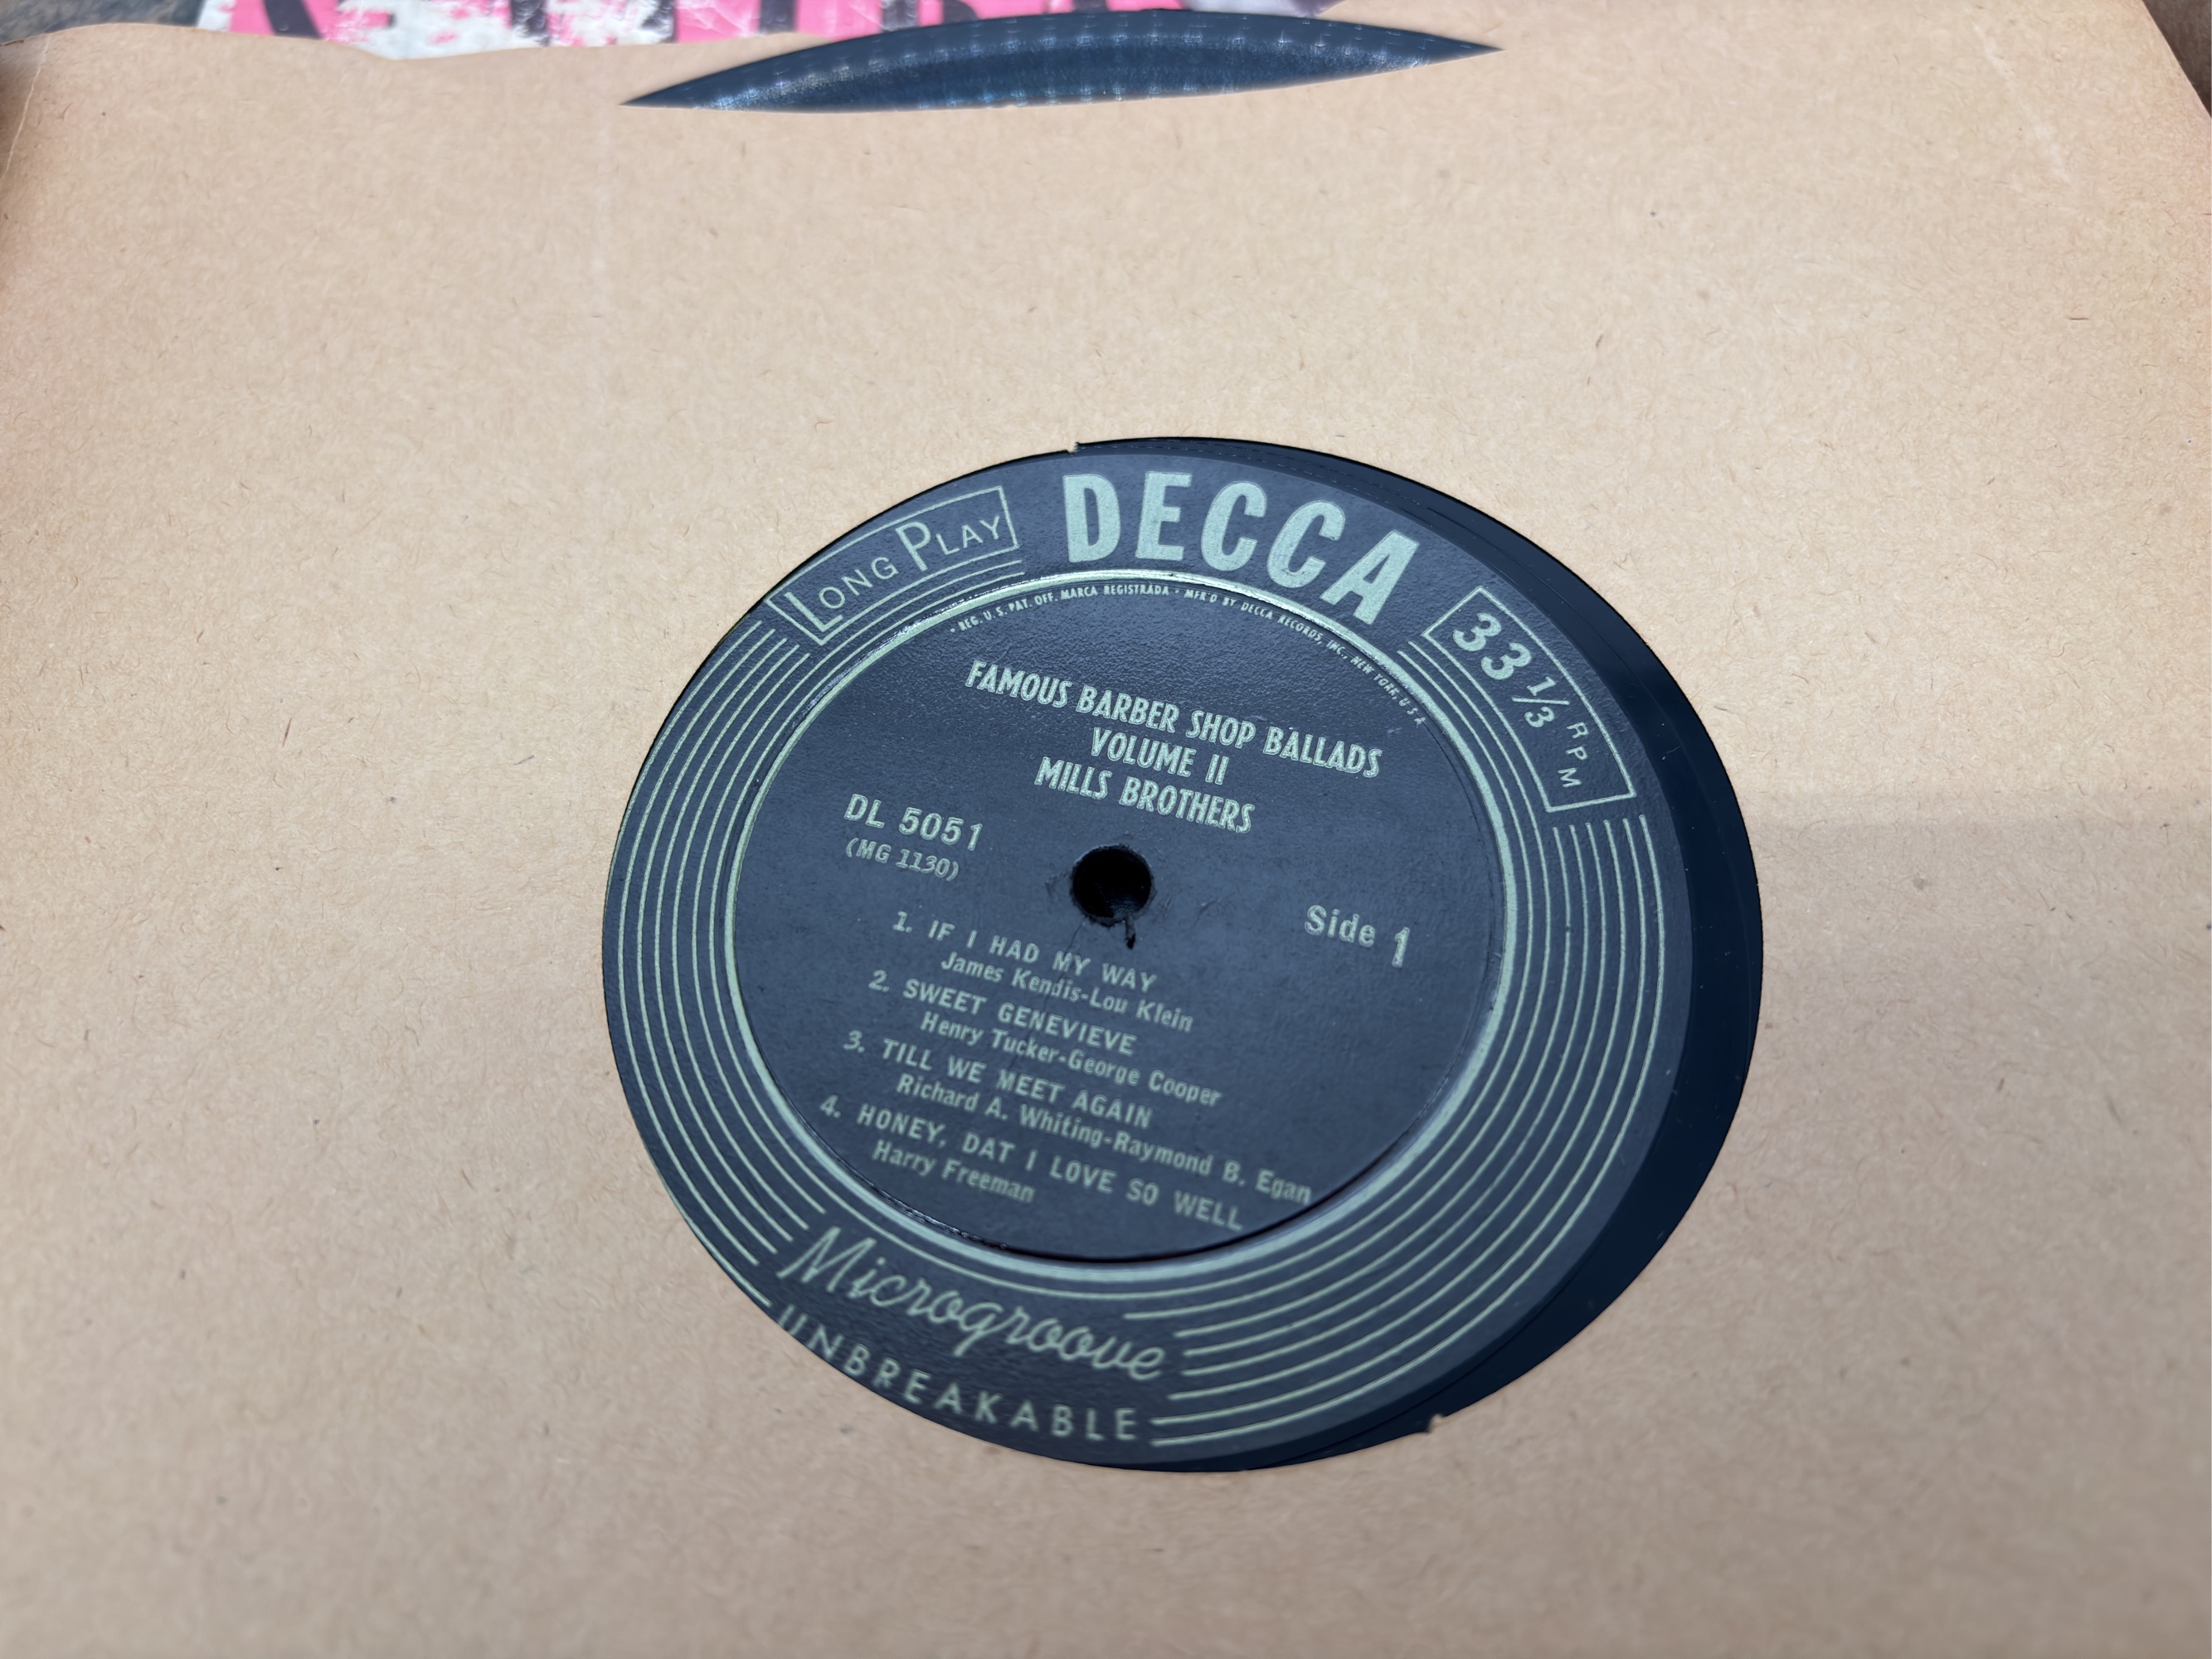 LONG PLAY
DECCA
33 1/3 RPM
• REG. U.S. PAT. OFF. MARCA REGISTRADA • MFR'D BY DECCA RECORDS, INC., NEW YORK, U.S.A.
FAMOUS BARBER SHOP BALLADS
VOLUME II
MILLS BROTHERS
DL 5051
(MG 1130)
Side 1
1. IF I HAD MY WAY
James Kendis-Lou Klein
2. SWEET GENEVIEVE
Henry Tucker-George Cooper
3. TILL WE MEET AGAIN
Richard A. Whiting-Raymond B. Egan
4. HONEY, DAT I LOVE SO WELL
Harry Freeman
Microgroove
UNBREAKABLE